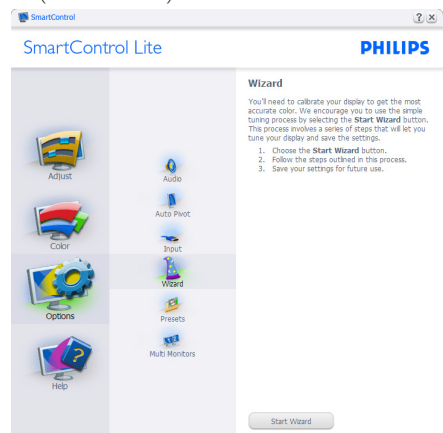 SmartControl
? ×
SmartControl Lite
PHILIPS
Adjust
Color
Options
Help
Audio
Auto Pivot
Input
Wizard
Presets
Multi Monitors
Wizard
You'll need to calibrate your display to get the most
accurate color. We encourage you to use the simple
tuning process by selecting the Start Wizard button.
This process involves a series of steps that will let you
tune your display and save the settings.
1. Choose the Start Wizard button.
2. Follow the steps outlined in this process.
3. Save your settings for future use.
Start Wizard